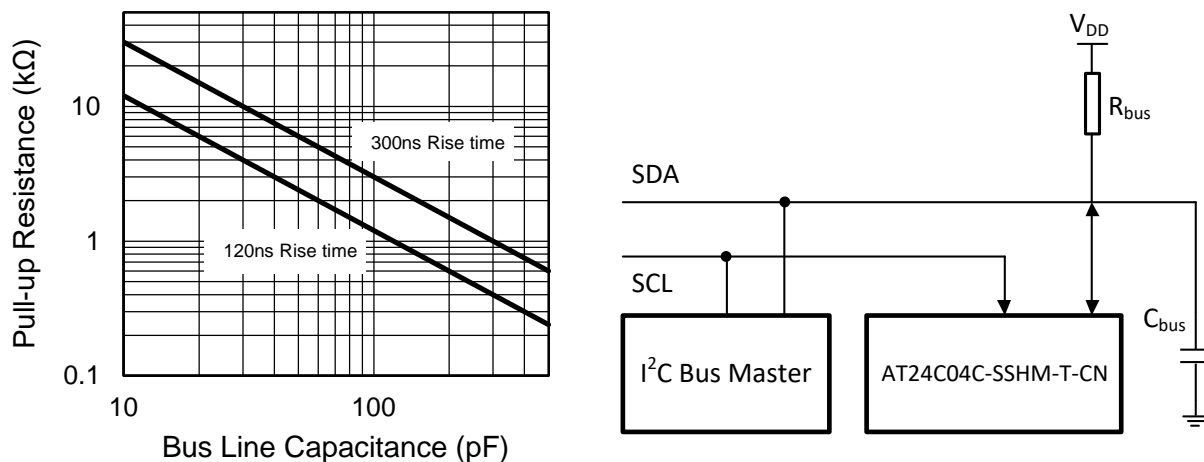 Pull-up Resistance (kΩ)
10
1
0.1
300ns Rise time
120ns Rise time
10
100
Bus Line Capacitance (pF)
V_DD
R_bus
SDA
SCL
C_bus
I²C Bus Master
AT24C04C-SSHM-T-CN